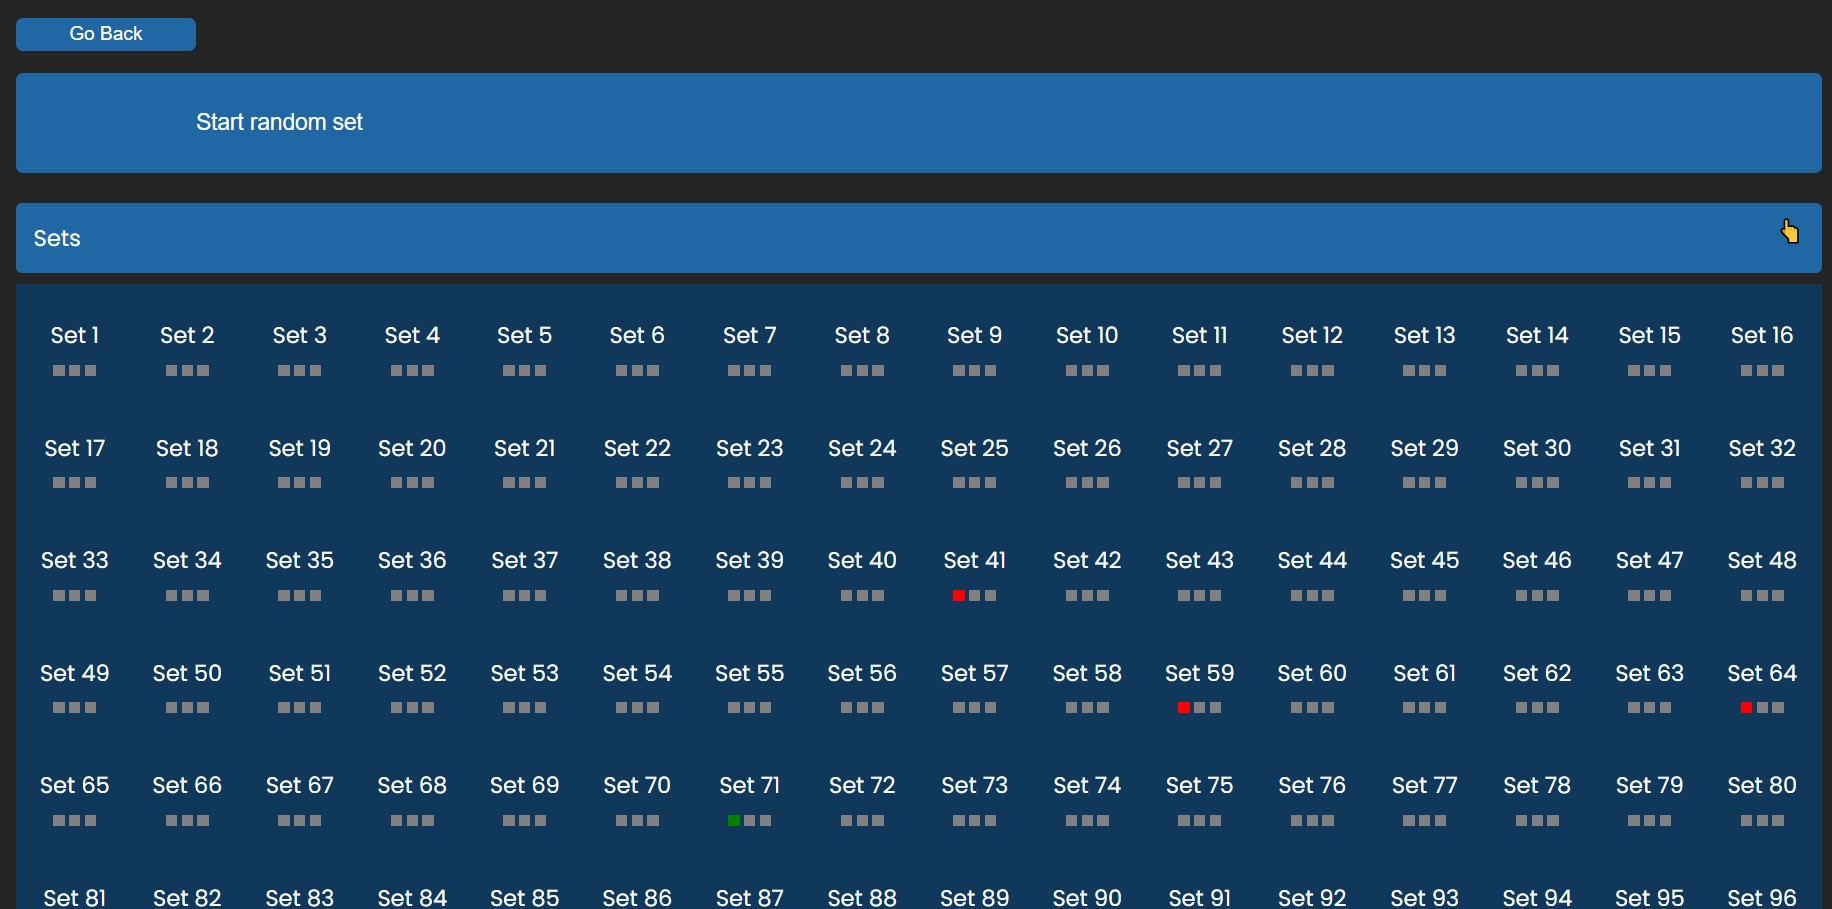 Go Back
Start random set
Sets
Set 1 Set 2 Set 3 Set 4 Set 5 Set 6 Set 7 Set 8 Set 9 Set 10 Set 11 Set 12 Set 13 Set 14 Set 15 Set 16
Set 17 Set 18 Set 19 Set 20 Set 21 Set 22 Set 23 Set 24 Set 25 Set 26 Set 27 Set 28 Set 29 Set 30 Set 31 Set 32
Set 33 Set 34 Set 35 Set 36 Set 37 Set 38 Set 39 Set 40 Set 41 Set 42 Set 43 Set 44 Set 45 Set 46 Set 47 Set 48
Set 49 Set 50 Set 51 Set 52 Set 53 Set 54 Set 55 Set 56 Set 57 Set 58 Set 59 Set 60 Set 61 Set 62 Set 63 Set 64
Set 65 Set 66 Set 67 Set 68 Set 69 Set 70 Set 71 Set 72 Set 73 Set 74 Set 75 Set 76 Set 77 Set 78 Set 79 Set 80
Set 81 Set 82 Set 83 Set 84 Set 85 Set 86 Set 87 Set 88 Set 89 Set 90 Set 91 Set 92 Set 93 Set 94 Set 95 Set 96